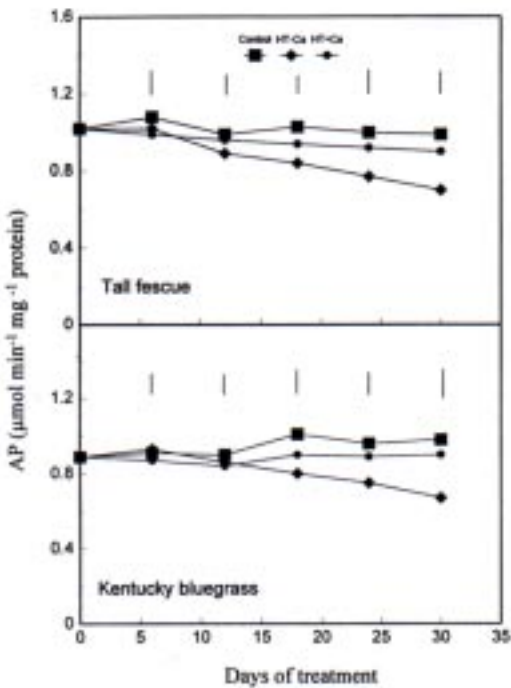 1.6
Control HT-Ca HT+Ca
1.2
0.8
0.4
Tall fescue
0
AP (µmol min⁻¹ mg ⁻¹ protein)
1.2
0.8
0.4
Kentucky bluegrass
0
0 5 10 15 20 25 30 35
Days of treatment